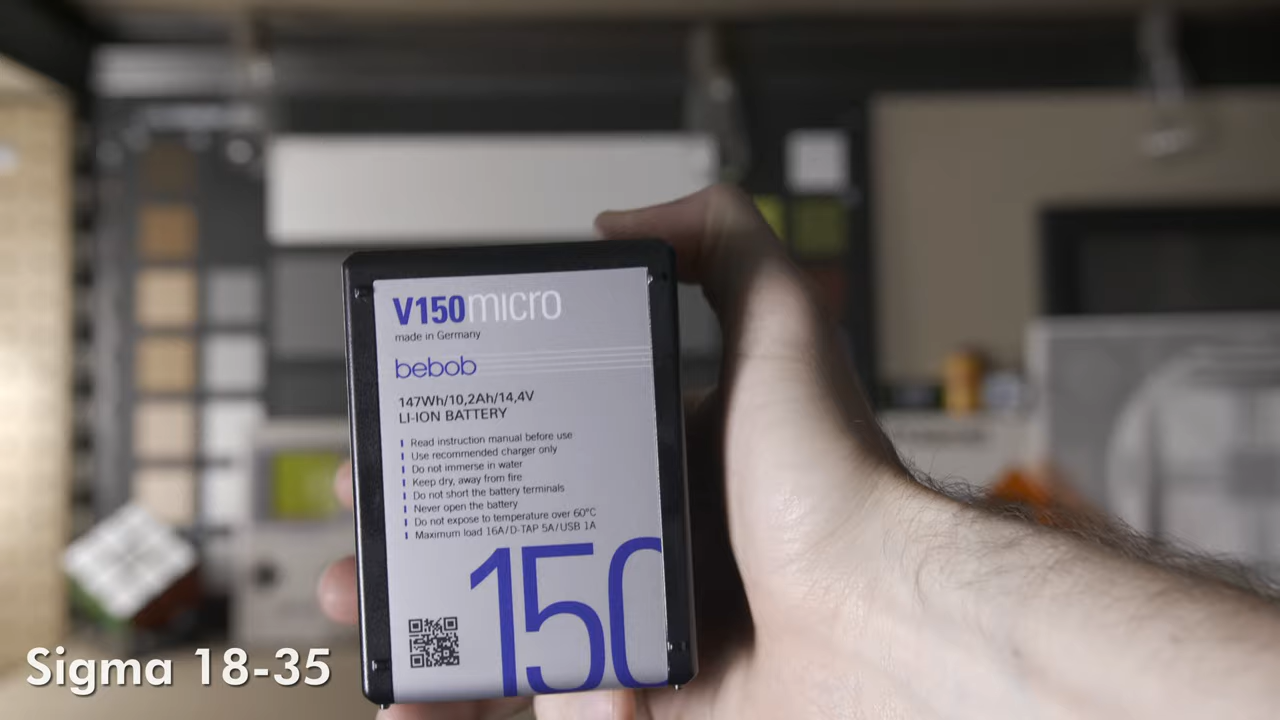 V150micro
made in Germany
bebob
147Wh/10,2Ah/14,4V
LI-ION BATTERY
Read instruction manual before use
Use recommended charger only
Do not immerse in water
Keep dry, away from fire
Do not short the battery terminals
Never open the battery
Do not expose to temperature over 60°C
Maximum load 16A/D-TAP 5A/USB 1A
150
Sigma 18-35